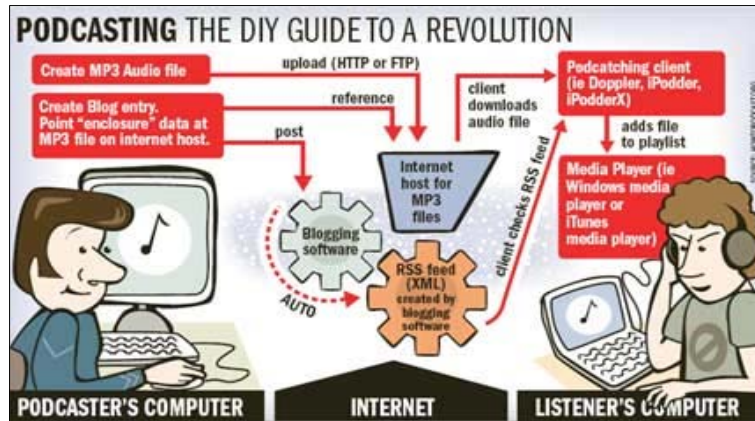 PODCASTING THE DIY GUIDE TO A REVOLUTION
Create MP3 Audio file
upload (HTTP or FTP)
Create Blog entry.
Point "enclosure" data at
MP3 file on internet host.
reference
post
client
downloads
audio file
Podcatching client
(ie Doppler, iPodder,
iPodderX)
adds file
to playlist
Internet
host for
MP3
files
Media Player (ie
Windows media
player or
iTunes
media player)
Blogging
software
client checks RSS feed
RSS feed
(XML)
created by
blogging
software
AUTO
PODCASTER'S COMPUTER
INTERNET
LISTENER'S COMPUTER